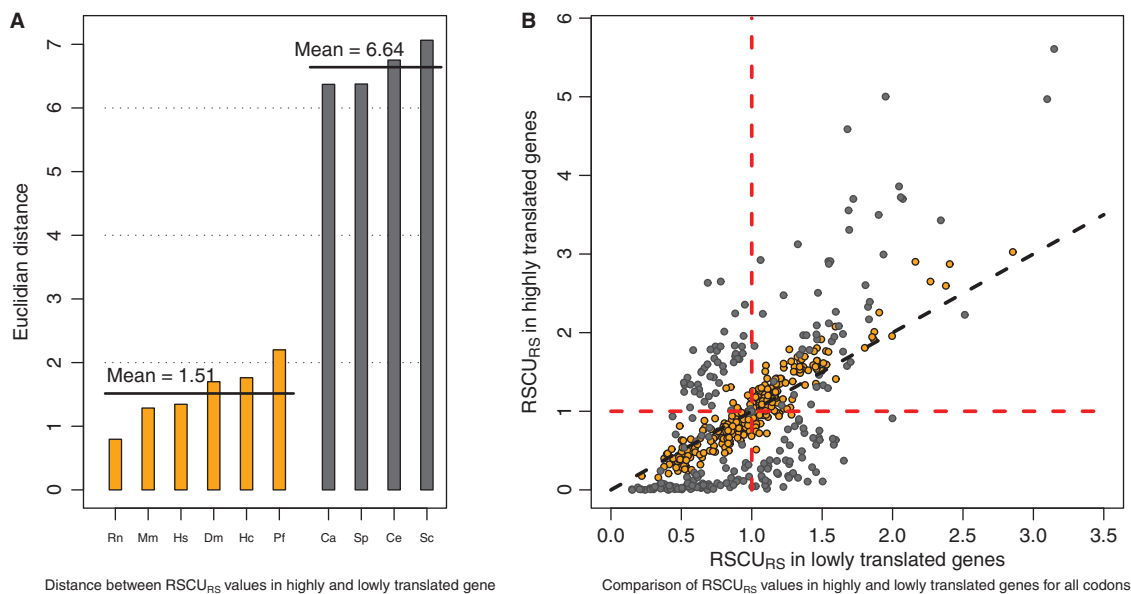 A
Euclidian distance
7
6
5
4
3
2
1
0
Mean = 6.64
Mean = 1.51
Rn Mm Hs Dm Hc Pf Ca Sp Ce Sc
Distance between RSCURS values in highly and lowly translated gene
B
RSCURS in highly translated genes
6
5
4
3
2
1
0
0.0 0.5 1.0 1.5 2.0 2.5 3.0 3.5
RSCURS in lowly translated genes
Comparison of RSCURS values in highly and lowly translated genes for all codons